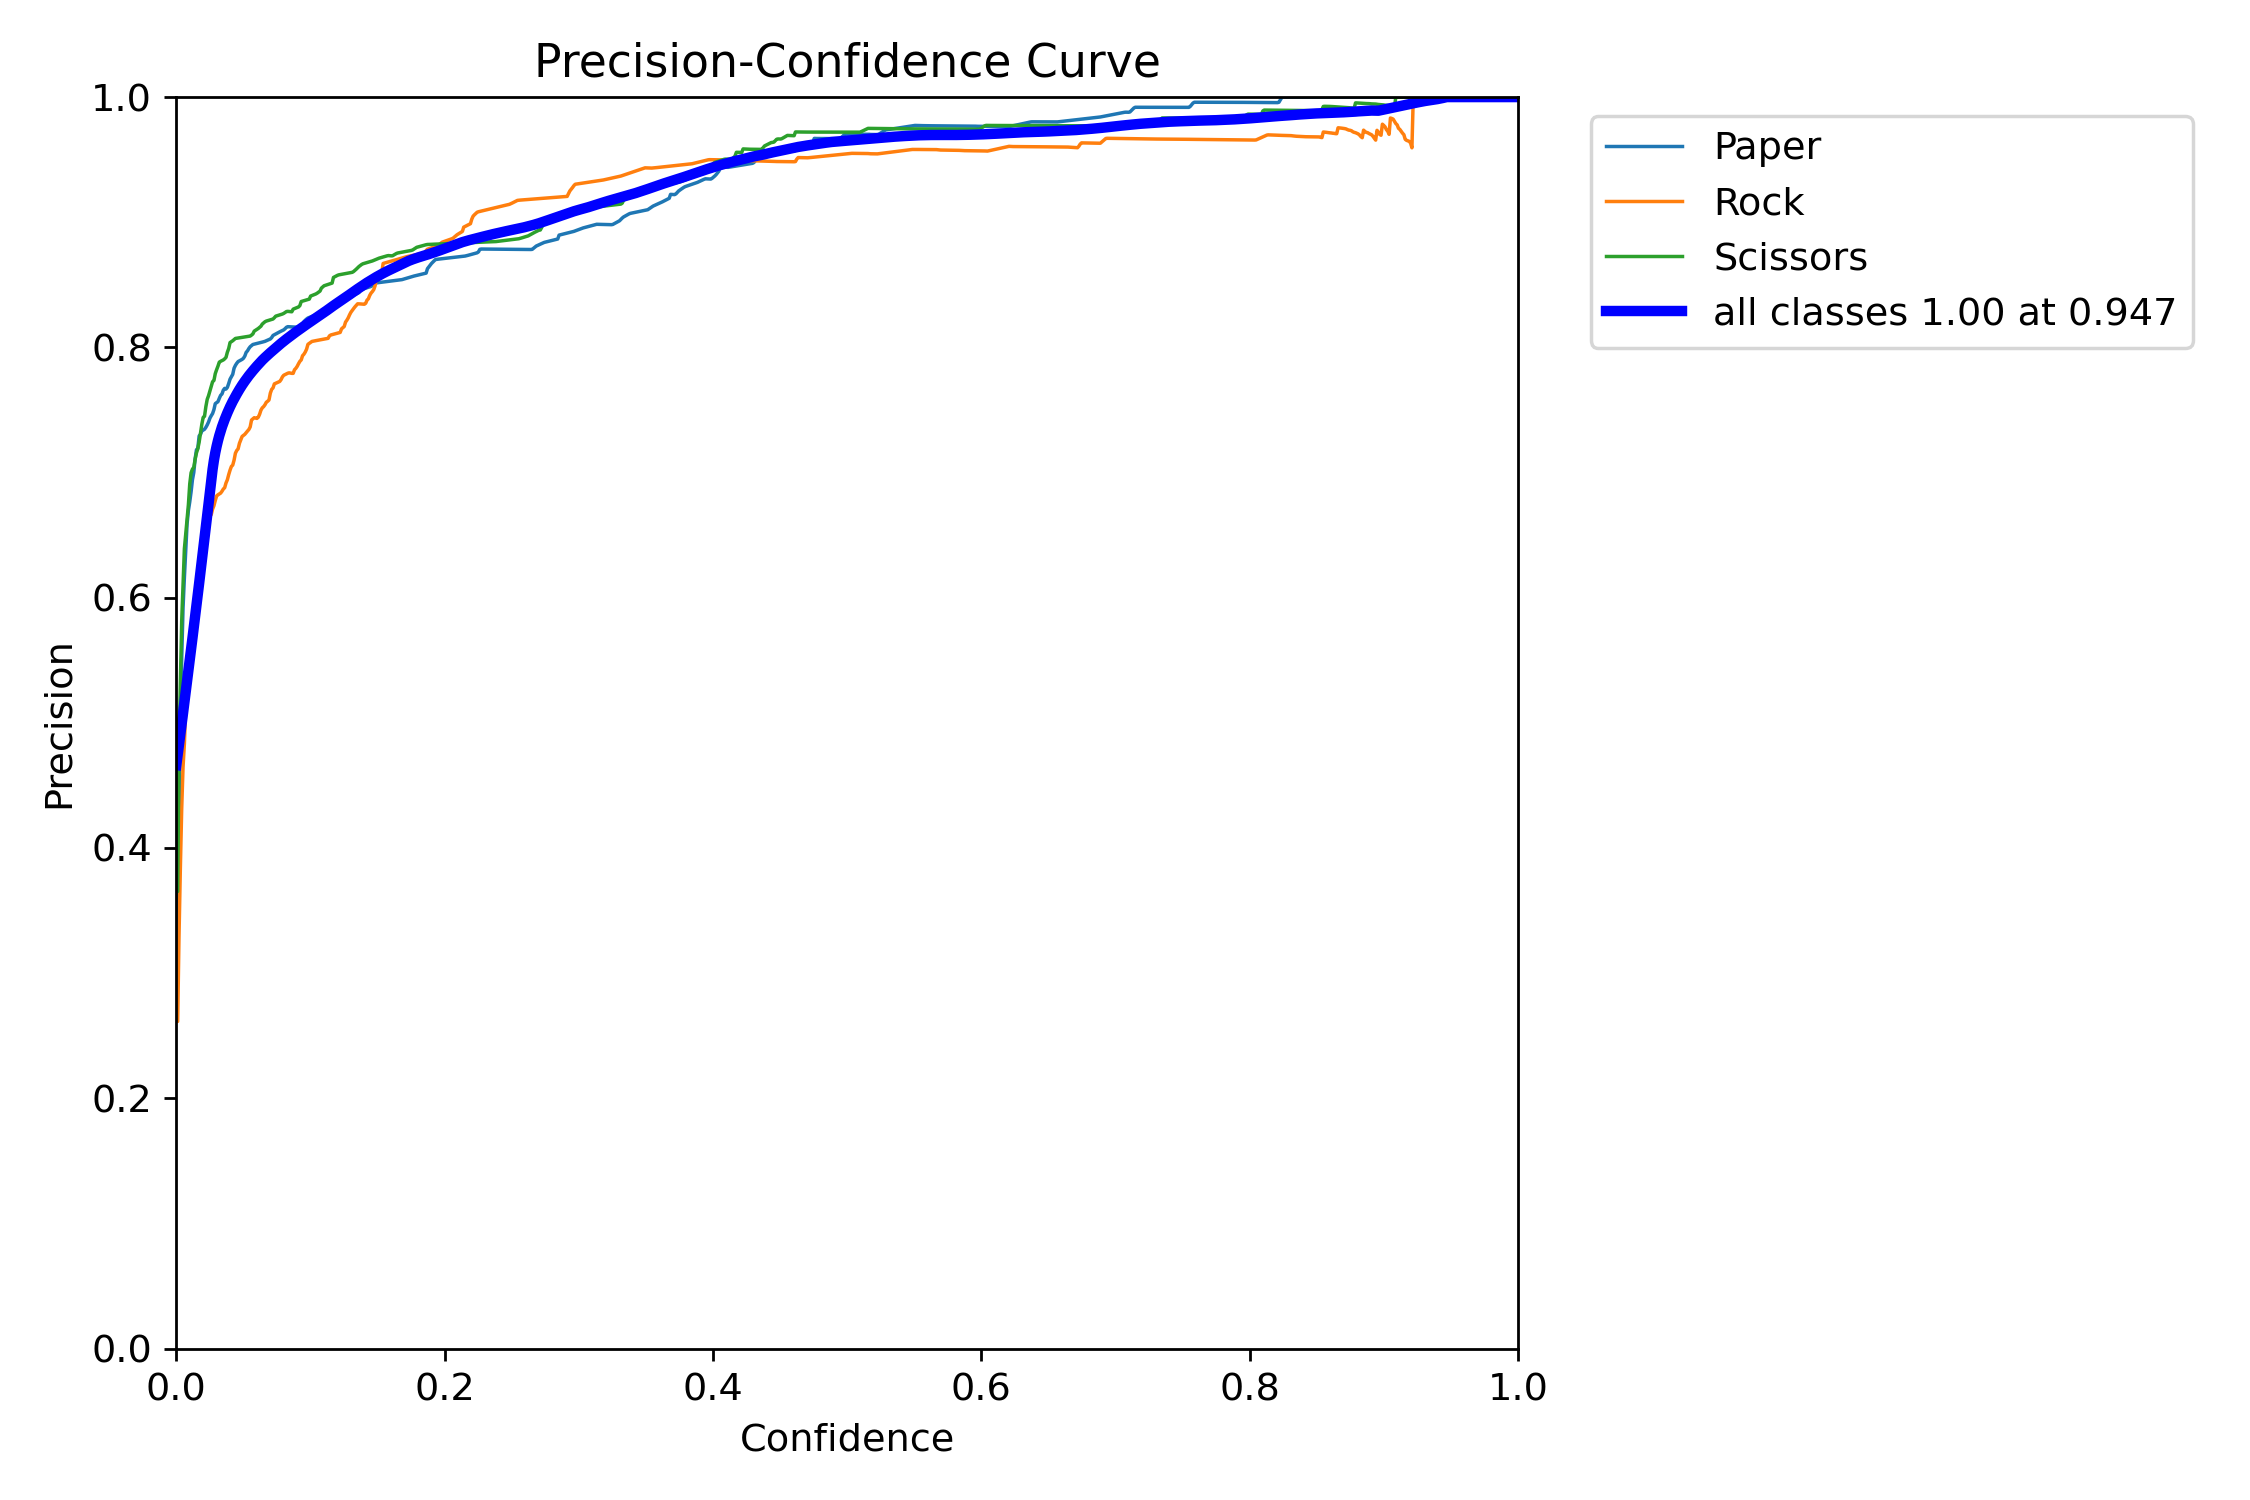 Precision-Confidence Curve
1.0
0.8
0.6
0.4
0.2
0.0
Precision
0.0 0.2 0.4 0.6 0.8 1.0
Confidence
Paper
Rock
Scissors
all classes 1.00 at 0.947